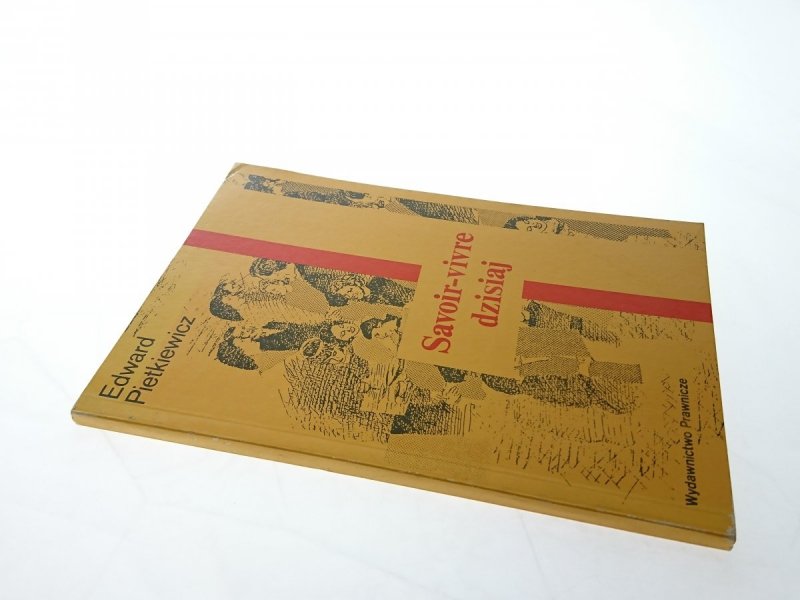 Edward
Pietkiewicz
Savoir-vivre
dzisiaj
Wydawnictwo Prawnicze